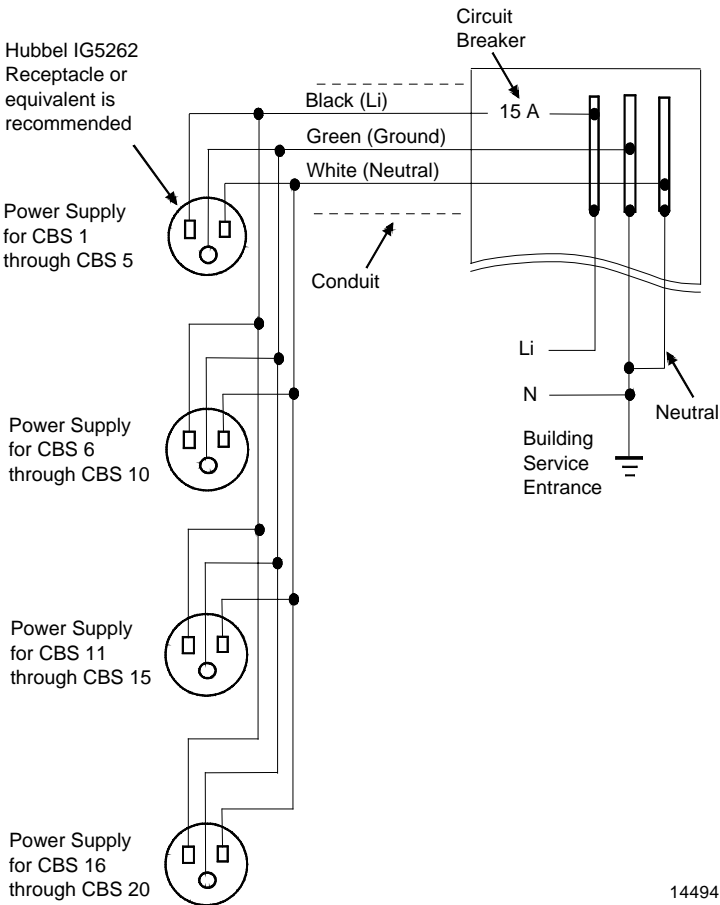 Circuit
Breaker
Hubbel IG5262
Receptacle or
equivalent is
recommended
Black (Li)
15 A
Green (Ground)
White (Neutral)
Power Supply
for CBS 1
through CBS 5
Conduit
Li
N
Neutral
Building
Service
Entrance
Power Supply
for CBS 6
through CBS 10
Power Supply
for CBS 11
through CBS 15
Power Supply
for CBS 16
through CBS 20
14494